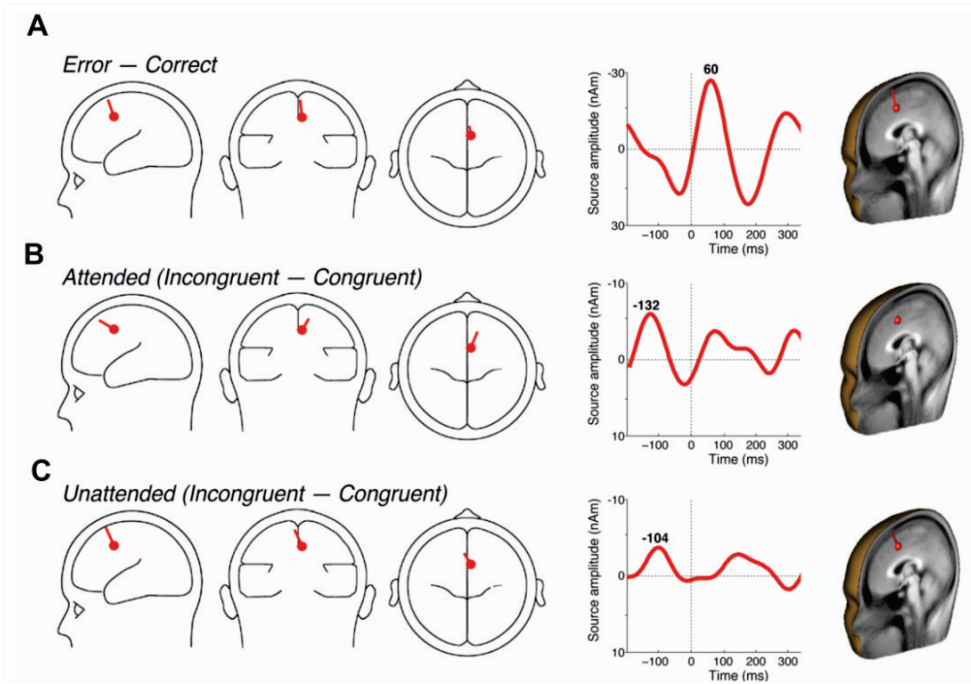 A
Error — Correct
-30
60
Source amplitude (nAm)
0
30
−100 0 100 200 300
Time (ms)
B
Attended (Incongruent — Congruent)
-10
-132
Source amplitude (nAm)
0
10
−100 0 100 200 300
Time (ms)
C
Unattended (Incongruent — Congruent)
-10
-104
Source amplitude (nAm)
0
10
−100 0 100 200 300
Time (ms)